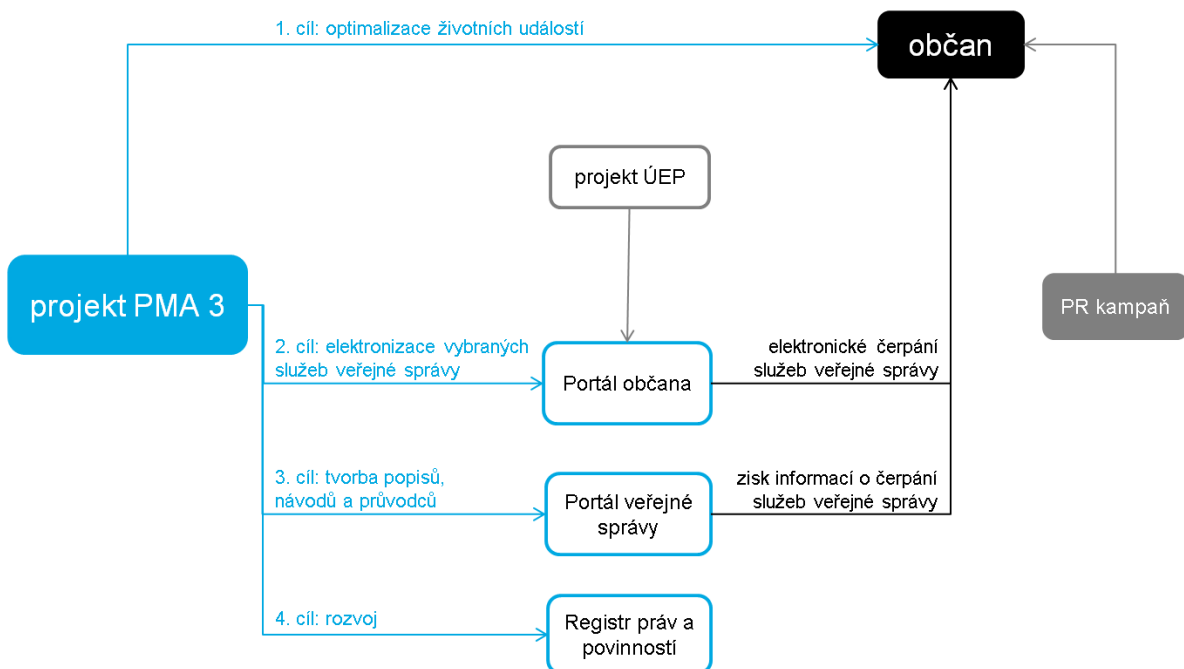 1. cíl: optimalizace životních událostí
občan
projekt ÚEP
projekt PMA 3
PR kampaň
2. cíl: elektronizace vybraných
služeb veřejné správy
Portál občana
elektronické čerpání
služeb veřejné správy
3. cíl: tvorba popisů,
návodů a průvodců
Portál veřejné
správy
zisk informací o čerpání
služeb veřejné správy
4. cíl: rozvoj
Registr práv a
povinností